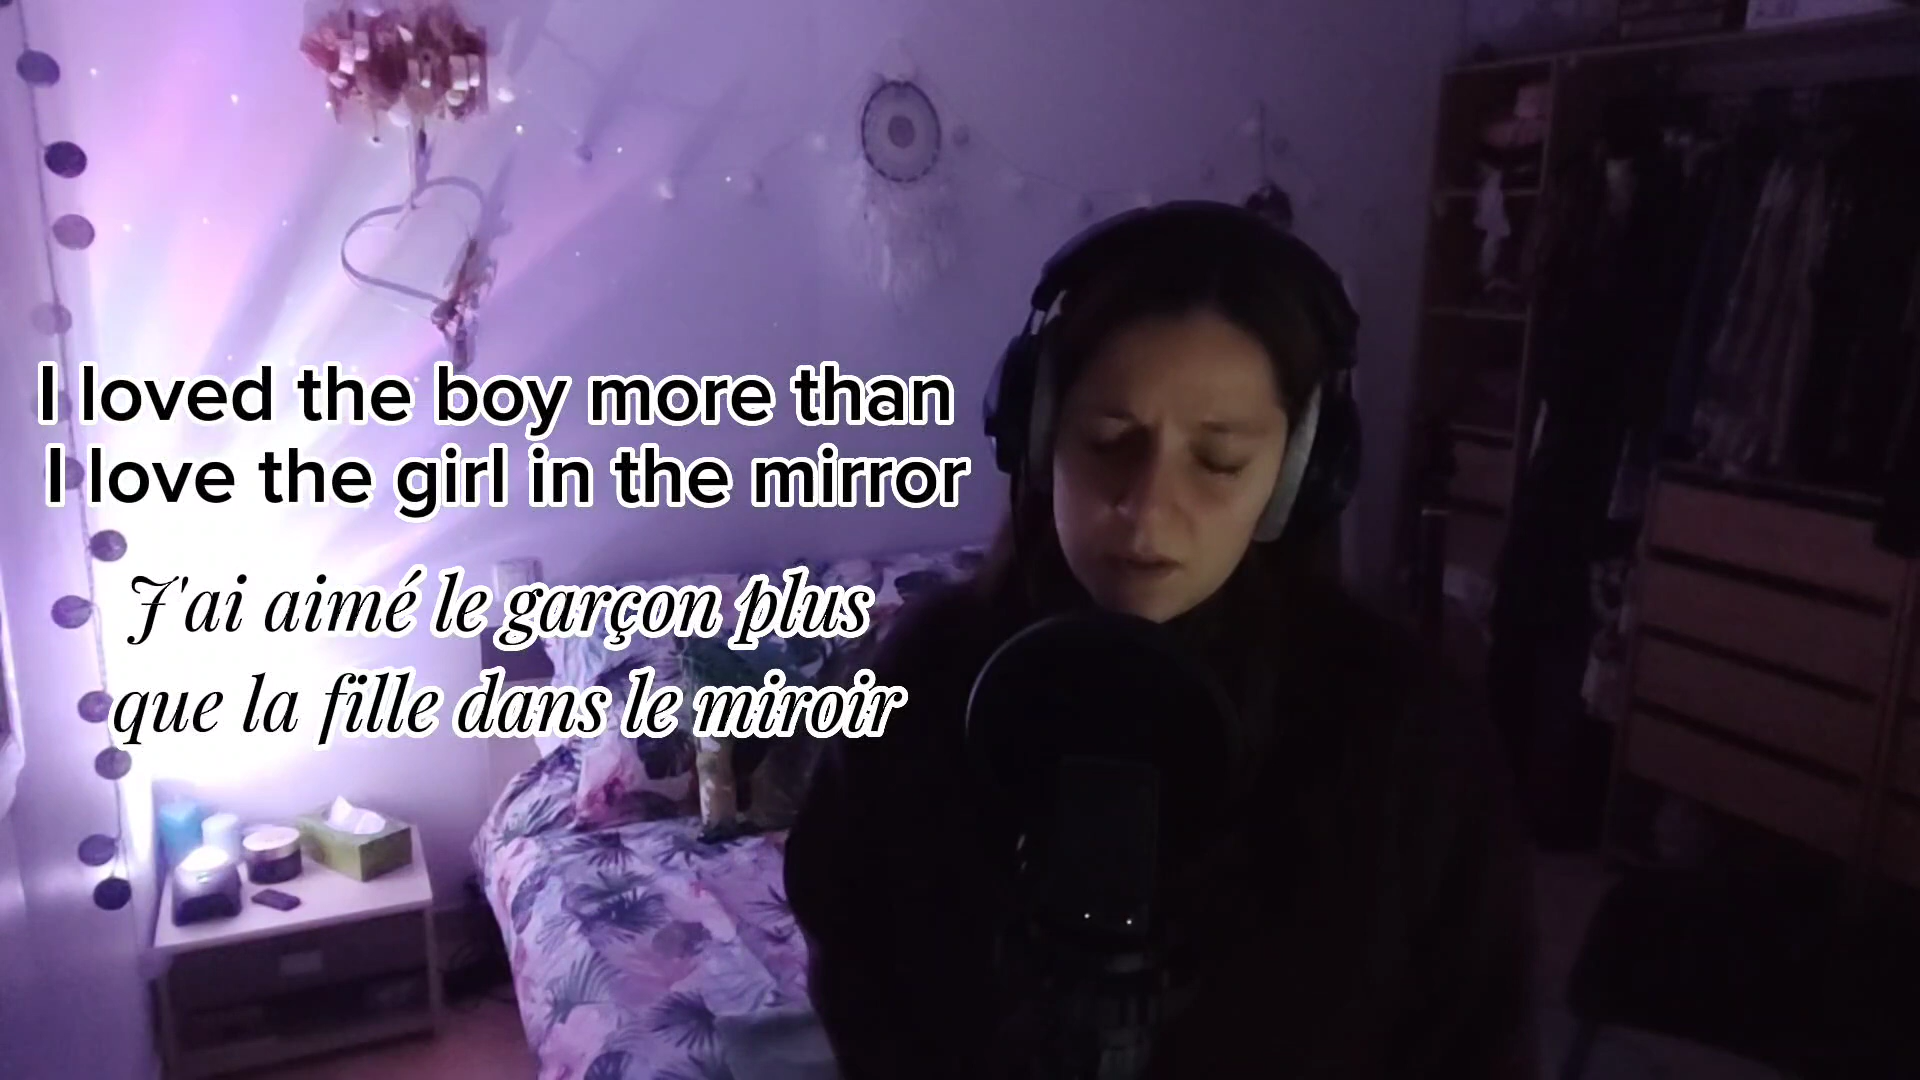 I loved the boy more than
I love the girl in the mirror
J'ai aimé le garçon plus
que la fille dans le miroir